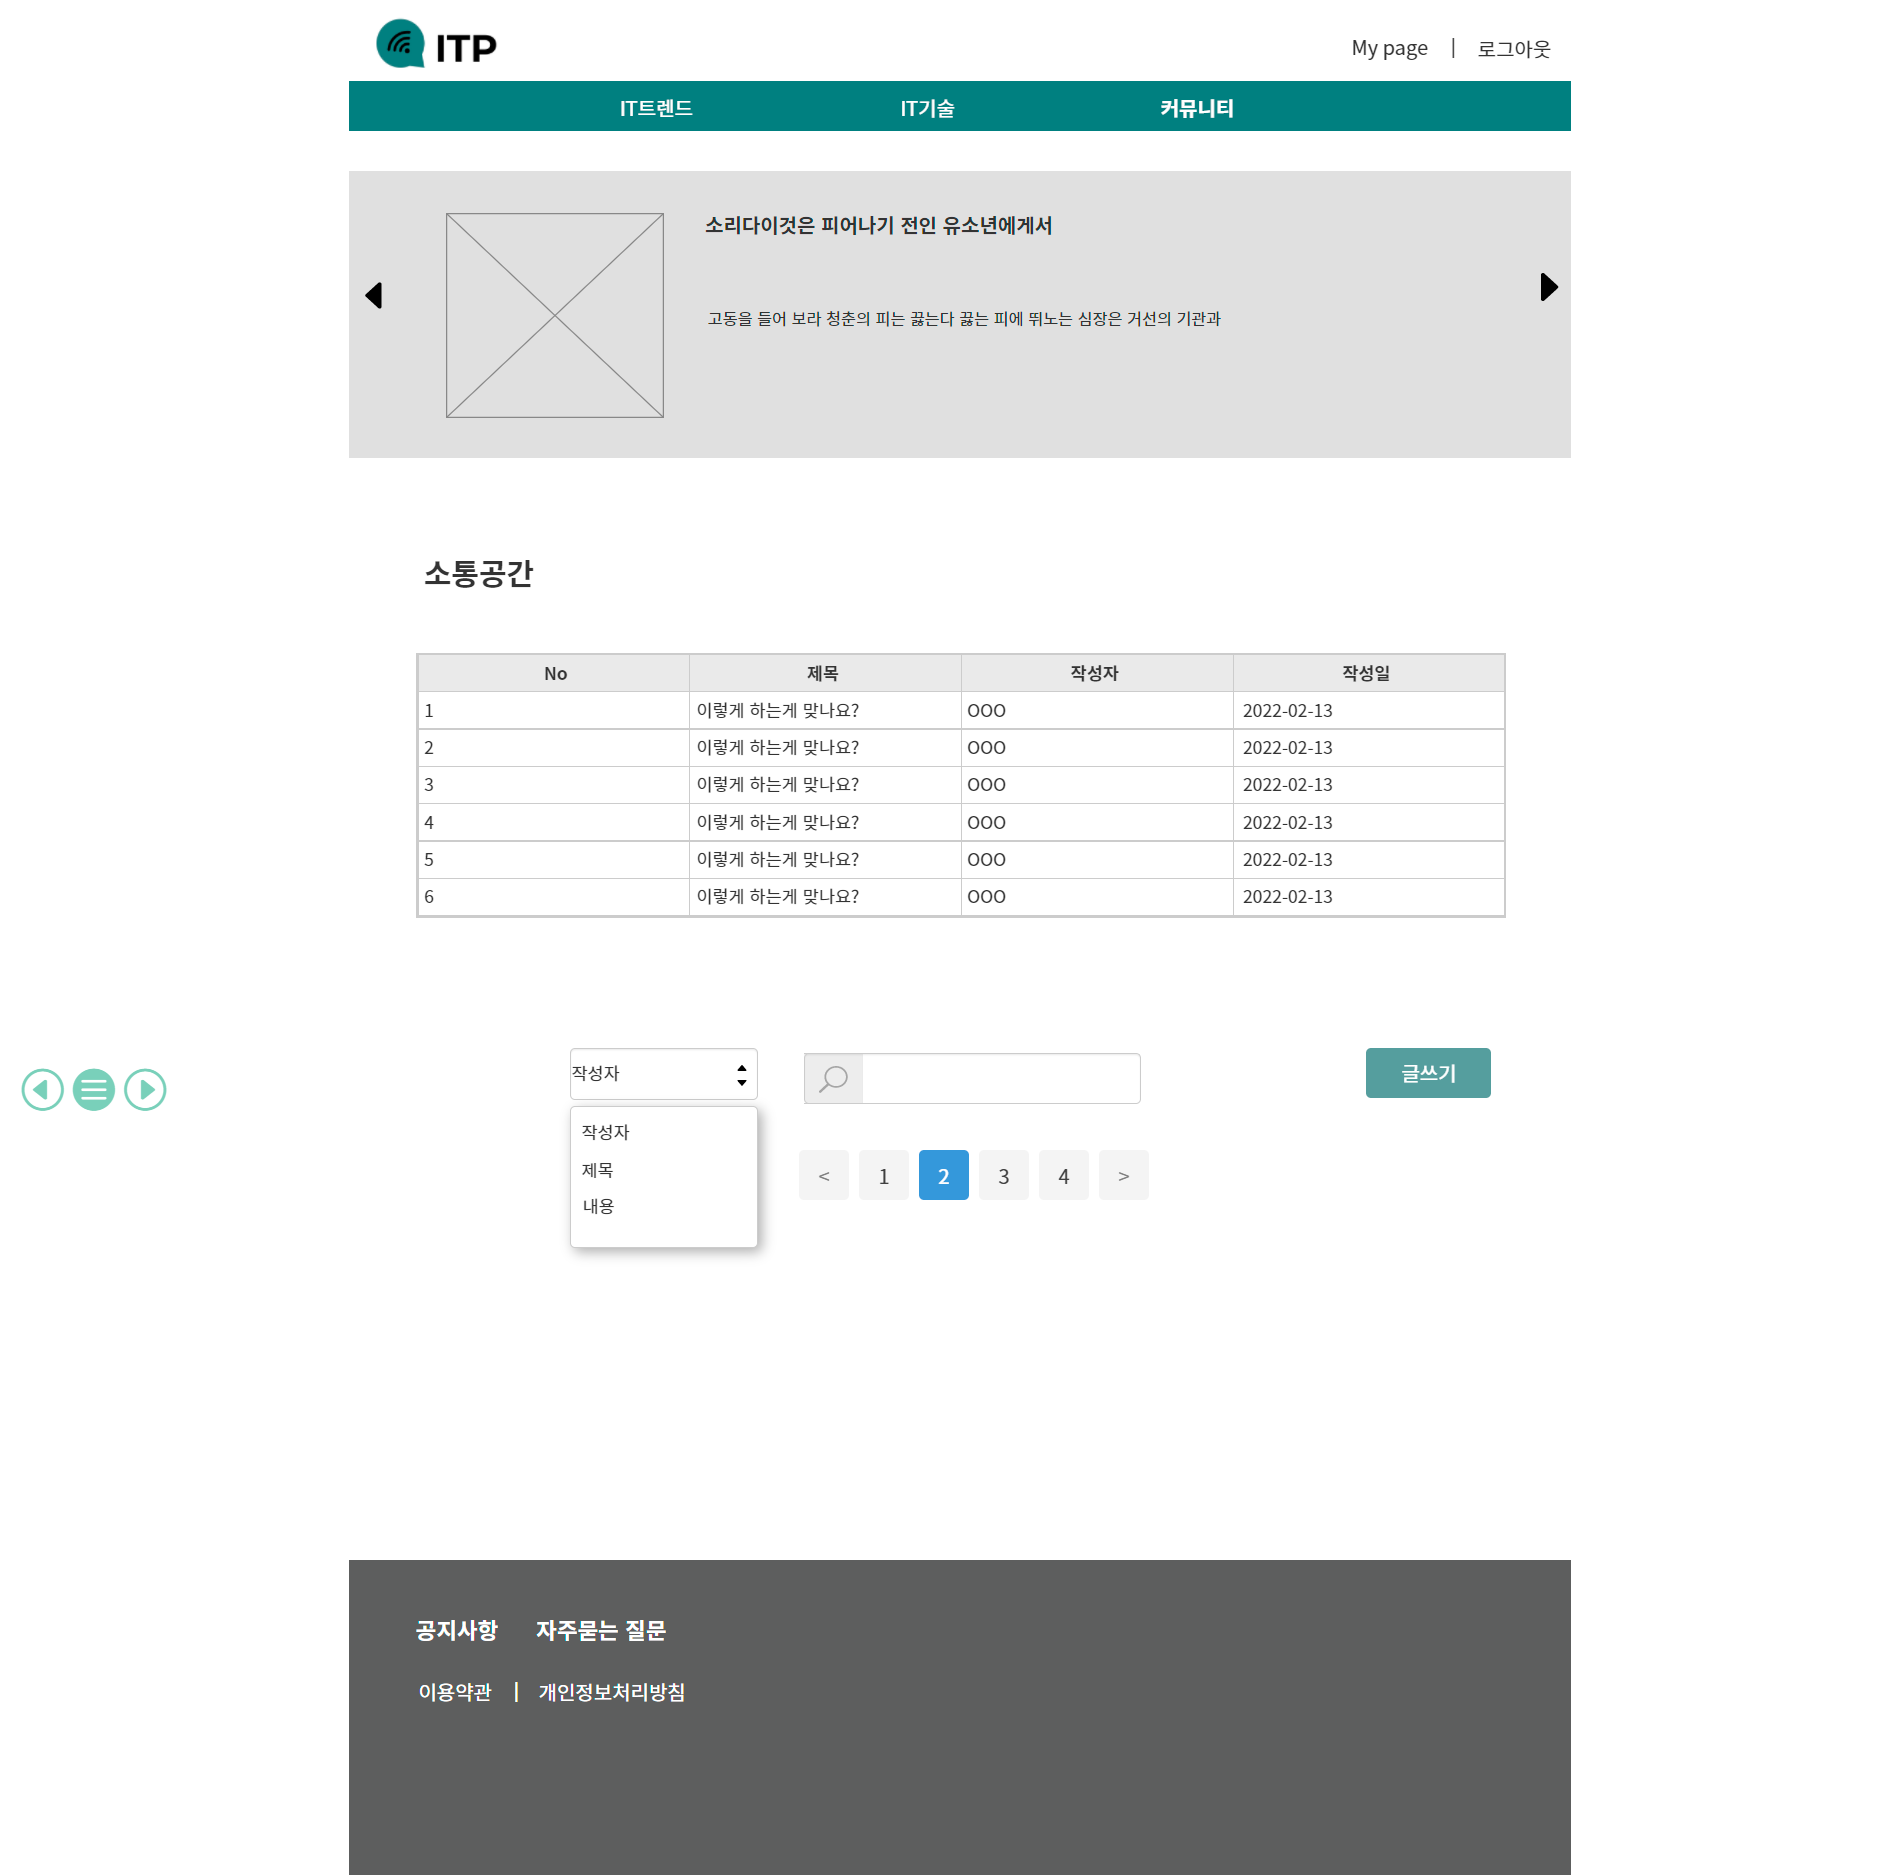 ITP
My page | 로그아웃
IT트렌드 IT기술 커뮤니티
소리다이것은 피어나기 전인 유소년에게서
고동을 들어 보라 청춘의 피는 끓는다 끓는 피에 뛰노는 심장은 거선의 기관과
소통공간
No 제목 작성자 작성일
1 이렇게 하는게 맞나요? OOO 2022-02-13
2 이렇게 하는게 맞나요? OOO 2022-02-13
3 이렇게 하는게 맞나요? OOO 2022-02-13
4 이렇게 하는게 맞나요? OOO 2022-02-13
5 이렇게 하는게 맞나요? OOO 2022-02-13
6 이렇게 하는게 맞나요? OOO 2022-02-13
작성자 글쓰기
작성자
제목
내용
< 1 2 3 4 >
공지사항 자주묻는 질문
이용약관 | 개인정보처리방침